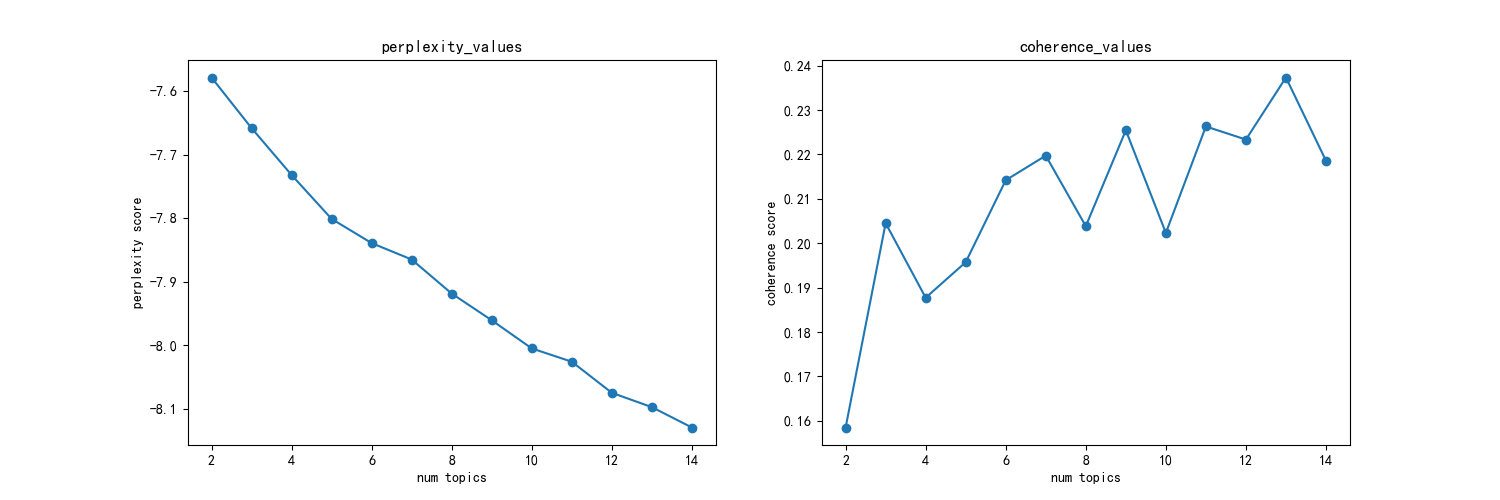 perplexity_values
perplexity score
-7.6
-7.7
-7.8
-7.9
-8.0
-8.1
2 4 6 8 10 12 14
num topics
coherence_values
coherence score
0.24
0.23
0.22
0.21
0.20
0.19
0.18
0.17
0.16
2 4 6 8 10 12 14
num topics